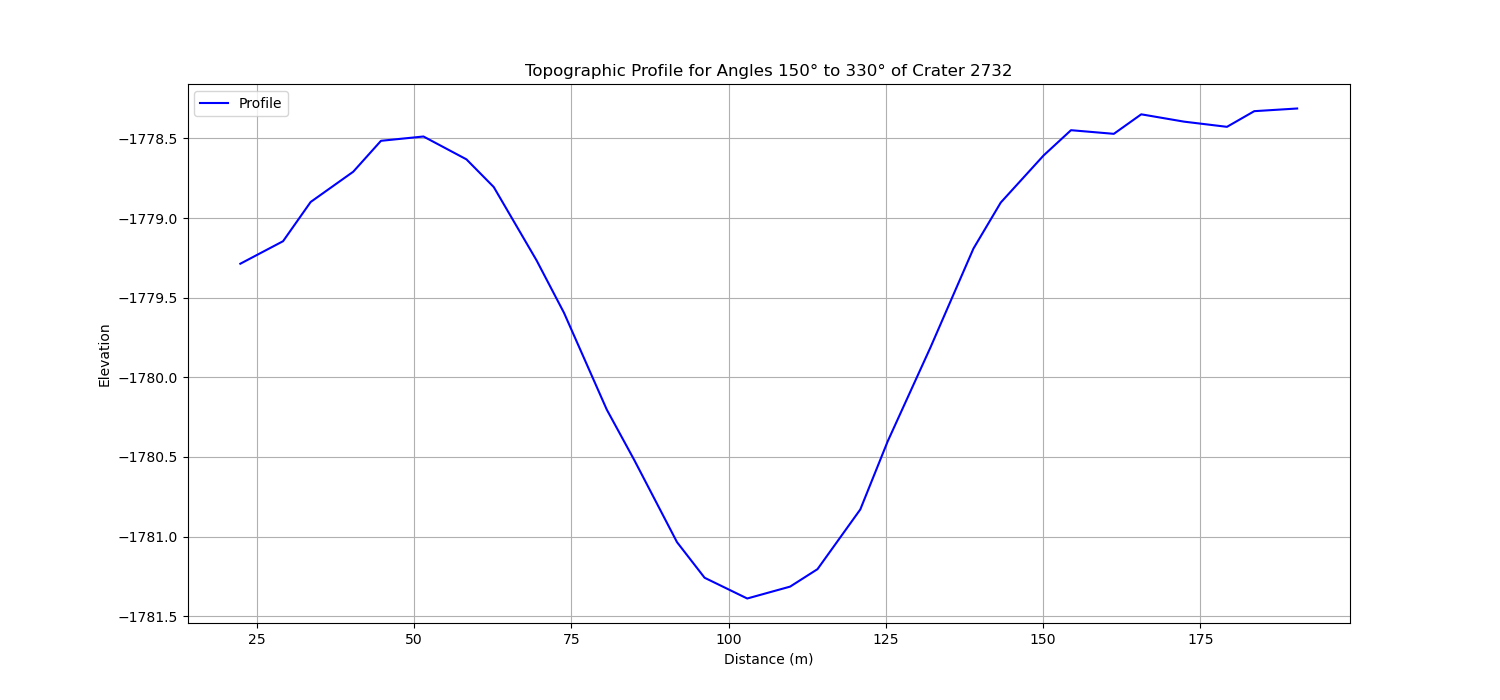 Topographic Profile for Angles 150° to 330° of Crater 2732
Profile
Elevation
−1778.5
−1779.0
−1779.5
−1780.0
−1780.5
−1781.0
−1781.5
25 50 75 100 125 150 175
Distance (m)